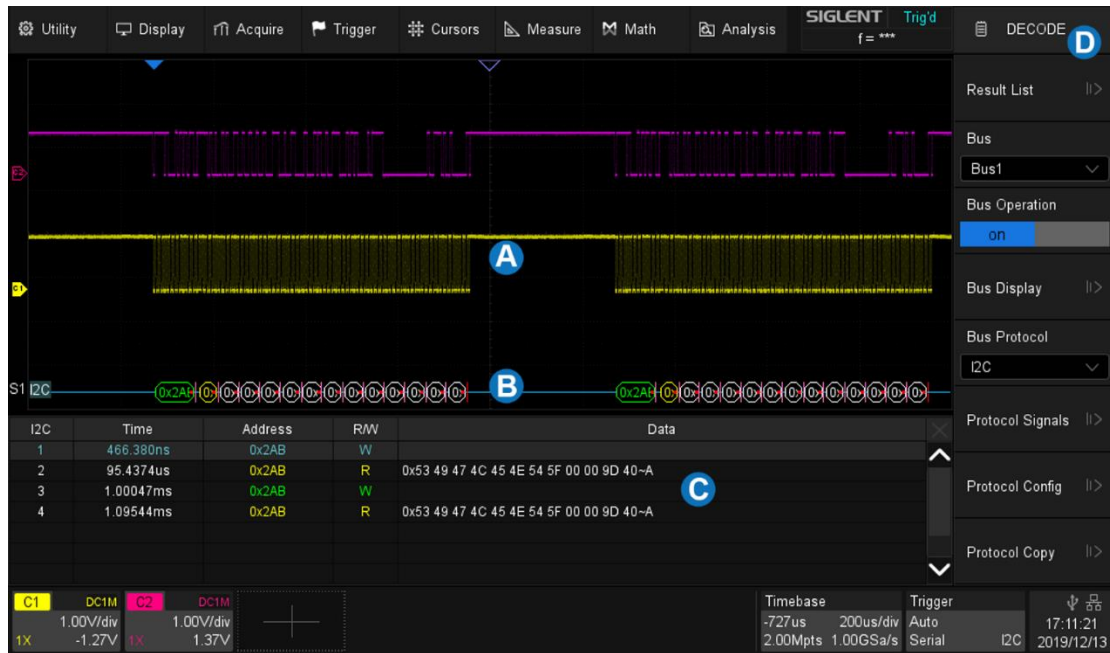 Utility Display Acquire Trigger Cursors Measure Math Analysis SIGLENT Trig'd DECODE
f = ***
D
Result List
Bus
Bus1
Bus Operation
on
C2
A
C1
Bus Display
Bus Protocol
I2C
S1 I2C 0x2AB B 0x2AB
Protocol Signals
I2C Time Address R/W Data
1 466.380ns 0x2AB W
2 95.4374us 0x2AB R 0x53 49 47 4C 45 4E 54 5F 00 00 9D 40~A
3 1.00047ms 0x2AB W
4 1.09544ms 0x2AB R 0x53 49 47 4C 45 4E 54 5F 00 00 9D 40~A
C
Protocol Config
Protocol Copy
C1 DC1M C2 DC1M Timebase Trigger
1.00V/div 1.00V/div -727us 200us/div Auto 17:11:21
1X -1.27V 1X 1.37V 2.00Mpts 1.00GSa/s Serial I2C 2019/12/13